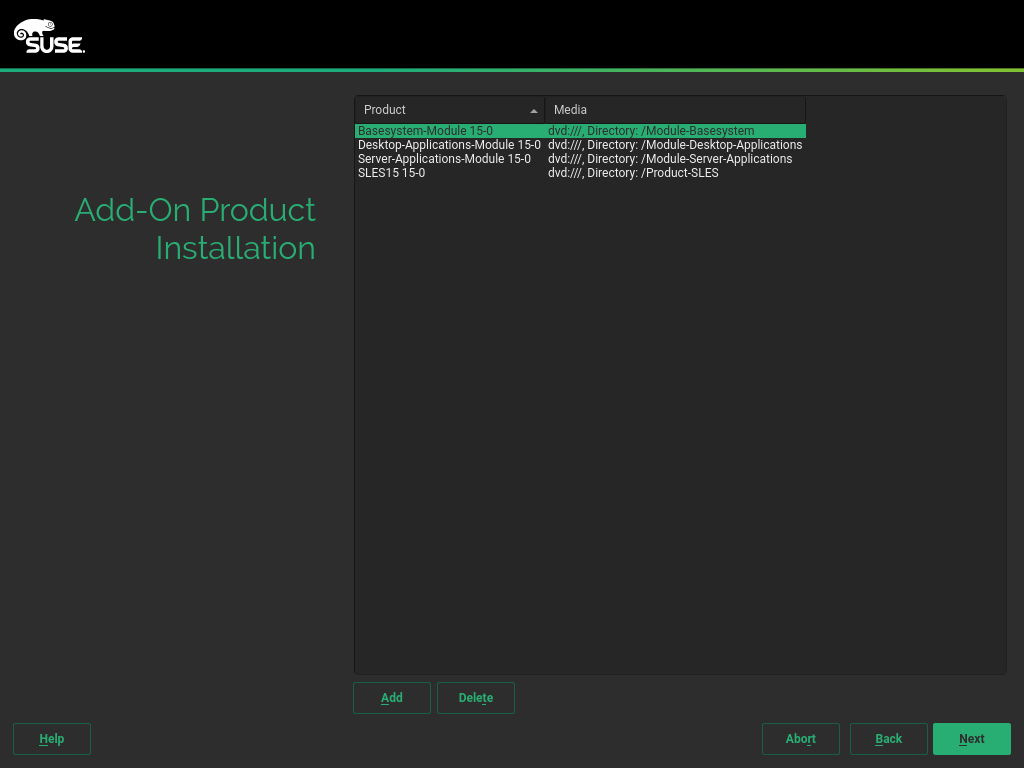 SUSE.
Add-On Product
Installation
Product Media
Basesystem-Module 15-0 dvd:///, Directory: /Module-Basesystem
Desktop-Applications-Module 15-0 dvd:///, Directory: /Module-Desktop-Applications
Server-Applications-Module 15-0 dvd:///, Directory: /Module-Server-Applications
SLES15 15-0 dvd:///, Directory: /Product-SLES
Add Delete
Help Abort Back Next